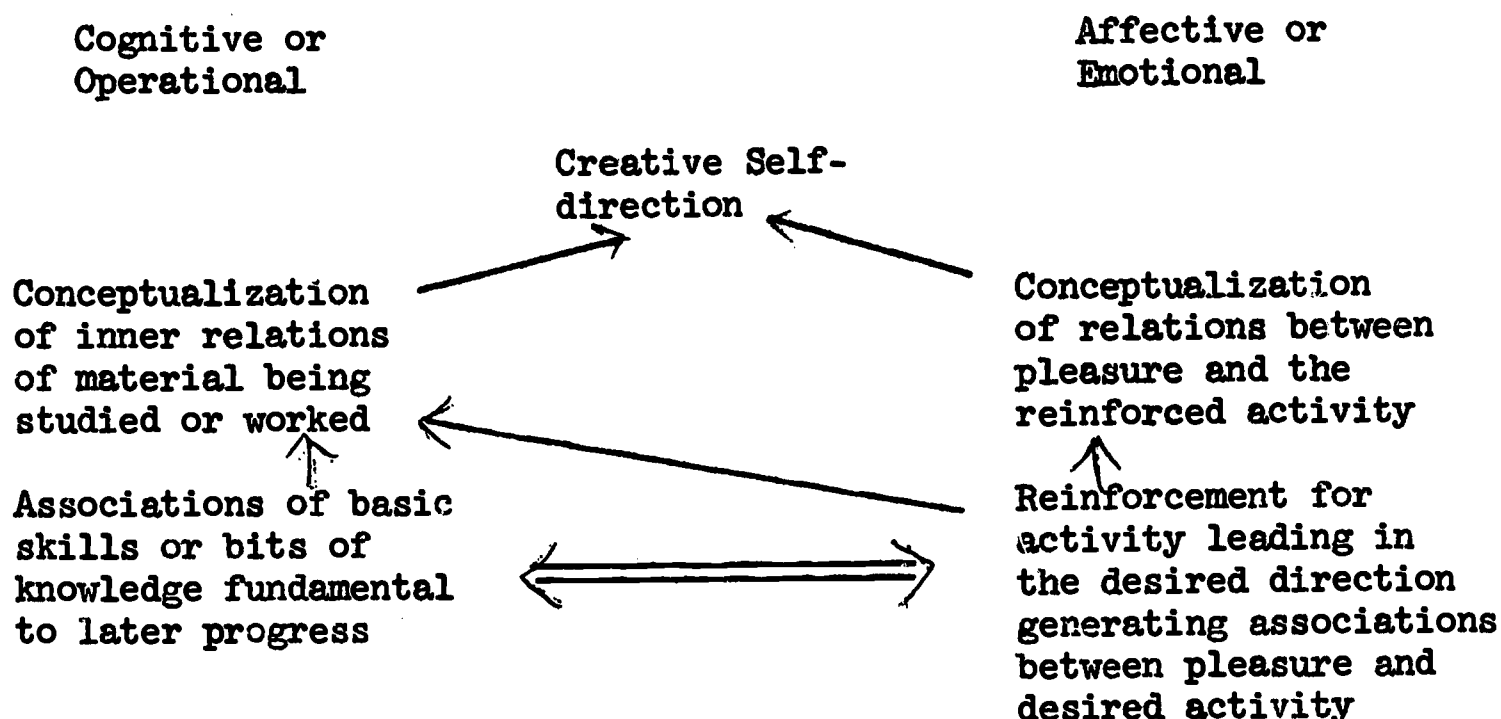 Cognitive or
Operational
Affective or
Emotional
Creative Self-
direction
Conceptualization
of inner relations
of material being
studied or worked
Conceptualization
of relations between
pleasure and the
reinforced activity
Associations of basic
skills or bits of
knowledge fundamental
to later progress
Reinforcement for
activity leading in
the desired direction
generating associations
between pleasure and
desired activity